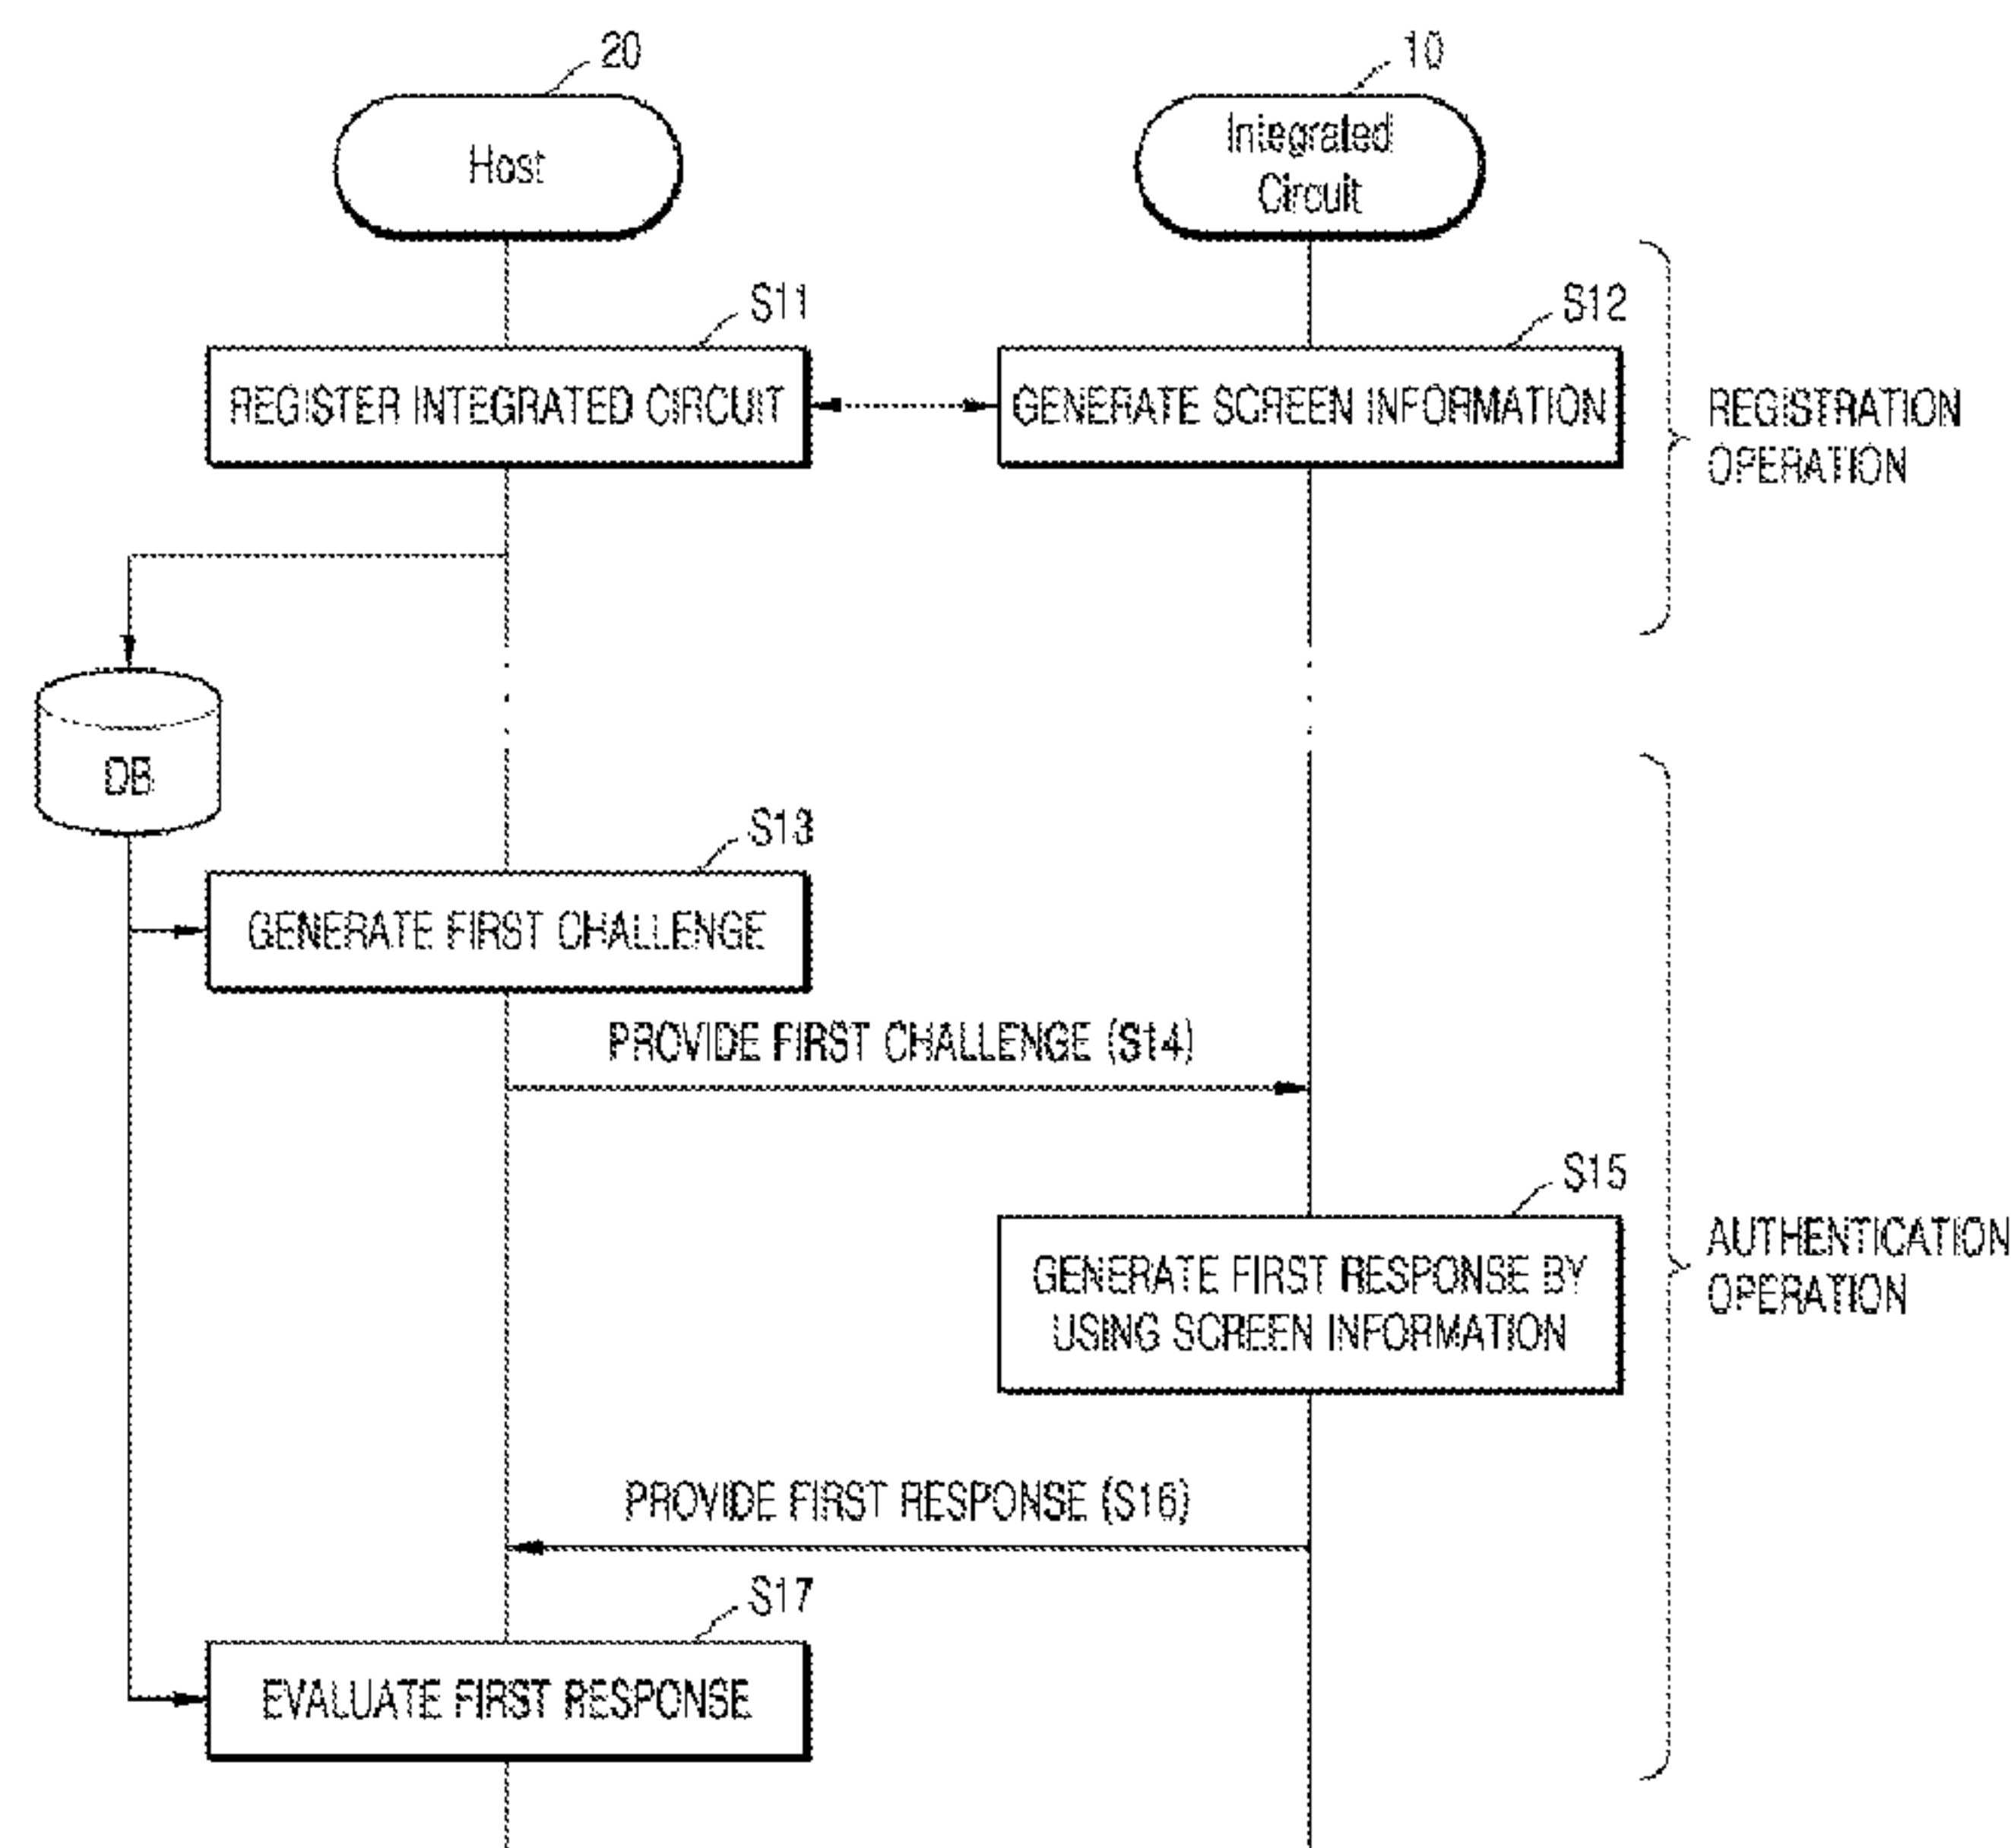 20
10
Host
Integrated
Circuit
S11
S12
REGISTER INTEGRATED CIRCUIT
GENERATE SCREEN INFORMATION
REGISTRATION
OPERATION
DB
S13
GENERATE FIRST CHALLENGE
PROVIDE FIRST CHALLENGE (S14)
S15
GENERATE FIRST RESPONSE BY
USING SCREEN INFORMATION
AUTHENTICATION
OPERATION
PROVIDE FIRST RESPONSE (S16)
S17
EVALUATE FIRST RESPONSE